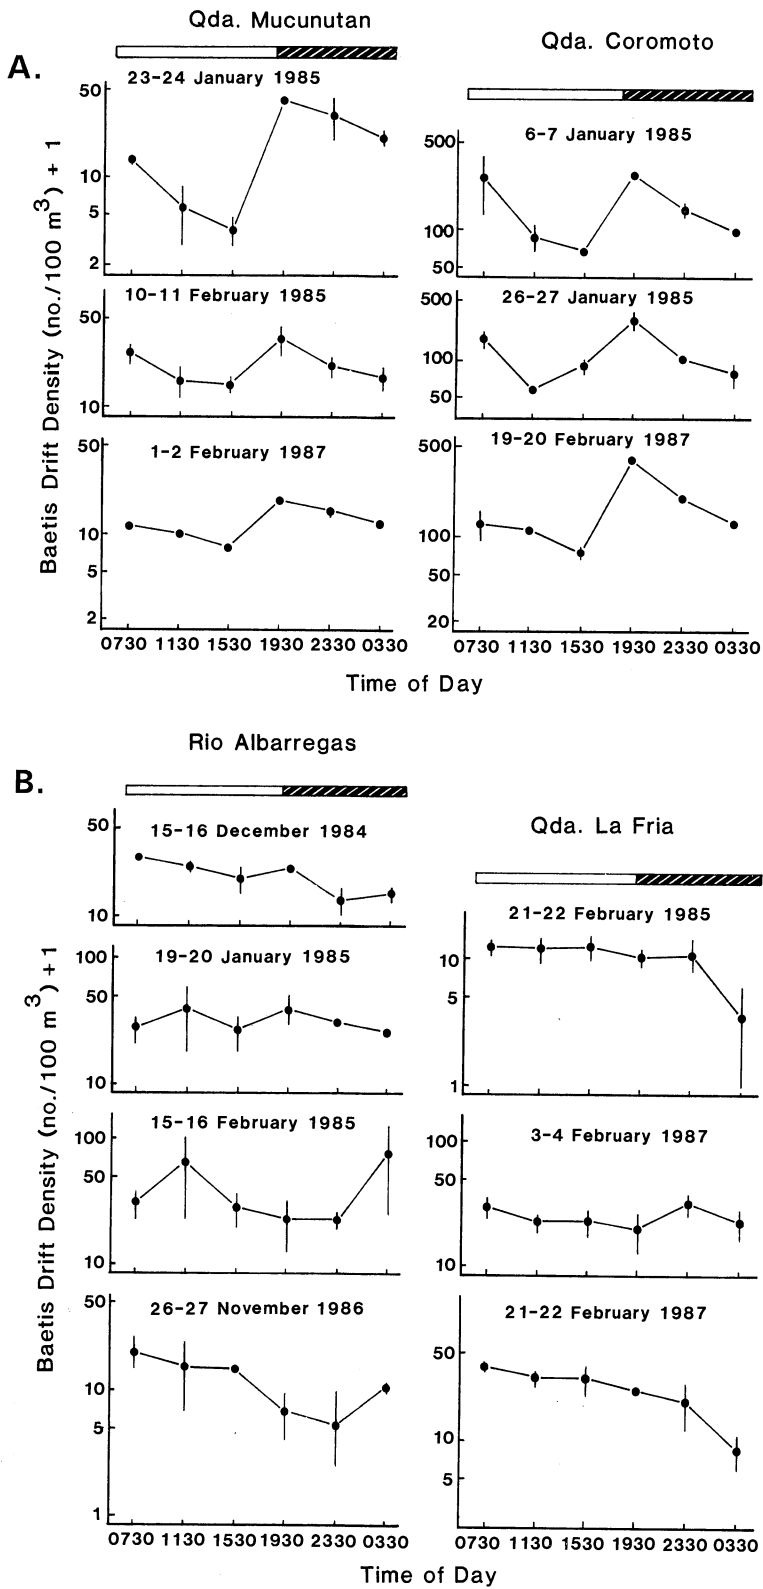 Qda. Mucunutan
A.
23-24 January 1985
50
10
5
2
10-11 February 1985
50
10
1-2 February 1987
50
10
5
2
0730 1130 1530 1930 2330 0330
Baetis Drift Density (no./100 m3) + 1
Qda. Coromoto
6-7 January 1985
500
100
50
26-27 January 1985
500
100
50
19-20 February 1987
500
100
50
20
0730 1130 1530 1930 2330 0330
Time of Day
Rio Albarregas
B.
15-16 December 1984
50
10
19-20 January 1985
100
50
10
15-16 February 1985
100
50
10
26-27 November 1986
50
10
5
1
0730 1130 1530 1930 2330 0330
Baetis Drift Density (no./100 m3) + 1
Qda. La Fria
21-22 February 1985
10
5
1
3-4 February 1987
100
50
10
21-22 February 1987
50
10
5
0730 1130 1530 1930 2330 0330
Time of Day